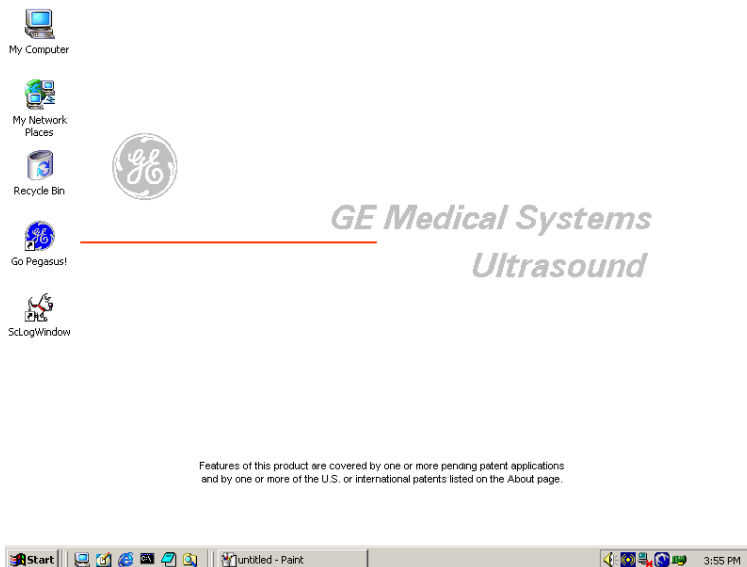 My Computer
My Network
Places
Recycle Bin
Go Pegasus!
ScLogWindow
GE
GE Medical Systems
Ultrasound
Features of this product are covered by one or more pending patent applications
and by one or more of the U.S. or international patents listed on the About page.
Start
untitled - Paint
3:55 PM